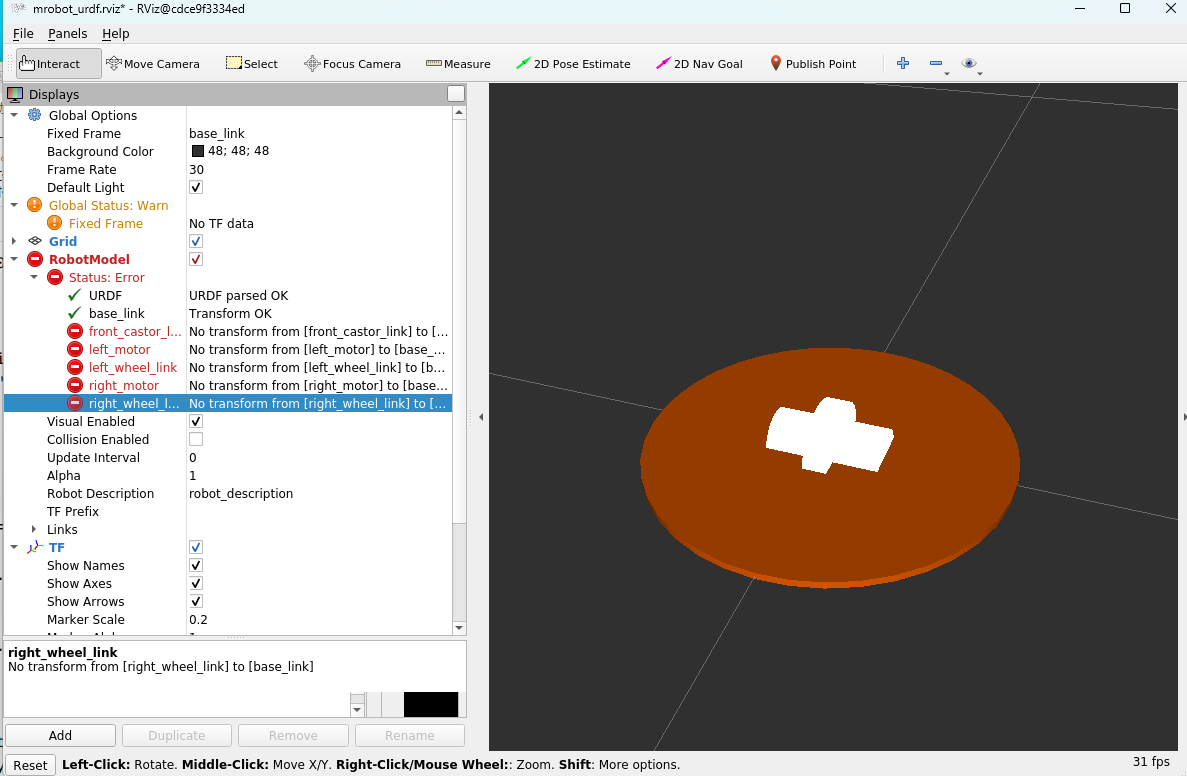 mrobot_urdf.rviz* - RViz@cdce9f3334ed
File Panels Help
Interact Move Camera Select Focus Camera Measure 2D Pose Estimate 2D Nav Goal Publish Point
Displays
Global Options
Fixed Frame base_link
Background Color 48; 48; 48
Frame Rate 30
Default Light
Global Status: Warn
Fixed Frame No TF data
Grid
RobotModel
Status: Error
URDF URDF parsed OK
base_link Transform OK
front_castor_l... No transform from [front_castor_link] to [...
left_motor No transform from [left_motor] to [base_...
left_wheel_link No transform from [left_wheel_link] to [b...
right_motor No transform from [right_motor] to [base...
right_wheel_l... No transform from [right_wheel_link] to [...
Visual Enabled
Collision Enabled
Update Interval 0
Alpha 1
Robot Description robot_description
TF Prefix
Links
TF
Show Names
Show Axes
Show Arrows
Marker Scale 0.2
right_wheel_link
No transform from [right_wheel_link] to [base_link]
Add Duplicate Remove Rename
Reset Left-Click: Rotate. Middle-Click: Move X/Y. Right-Click/Mouse Wheel:: Zoom. Shift: More options. 31 fps